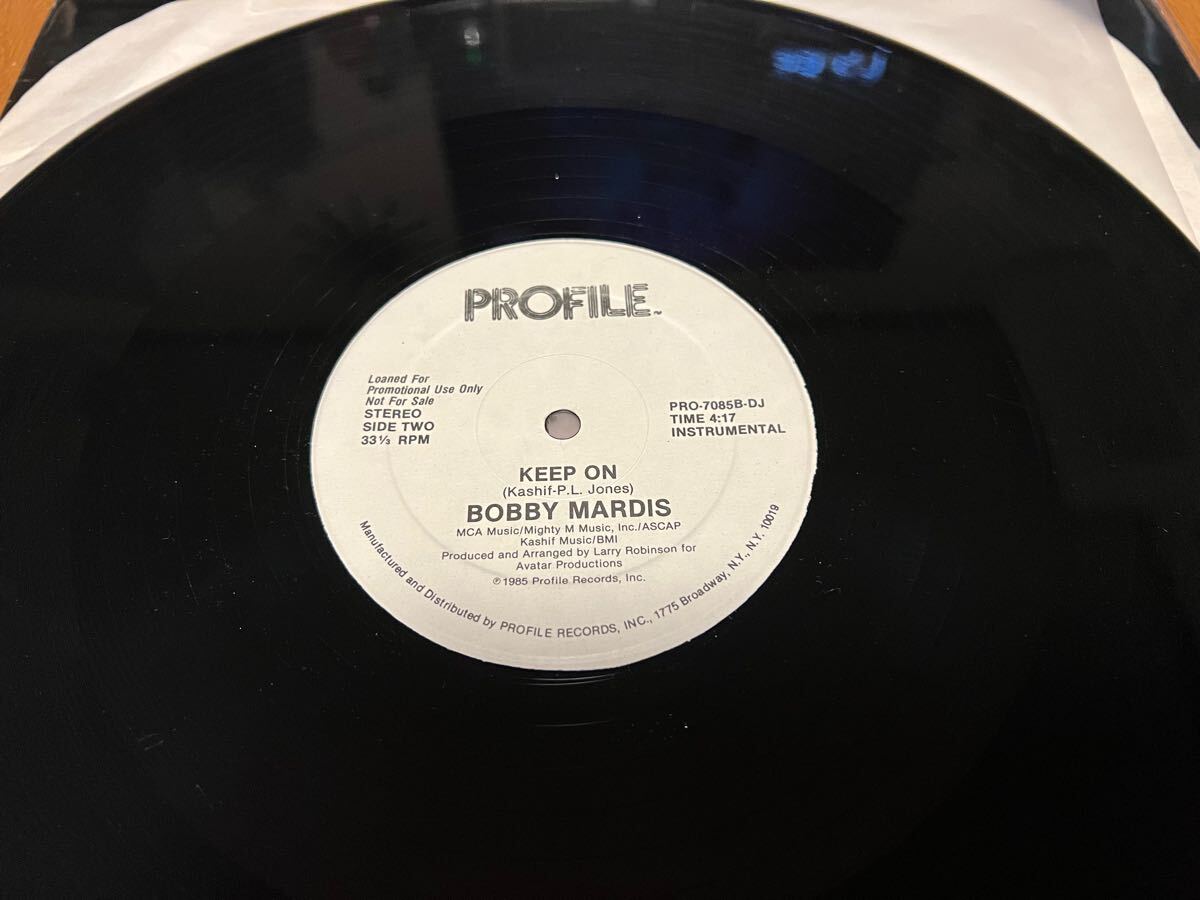 PROFILE™
Loaned For
Promotional Use Only
Not For Sale
STEREO
SIDE TWO
33⅓ RPM
PRO-7085B-DJ
TIME 4:17
INSTRUMENTAL
KEEP ON
(Kashif-P.L. Jones)
BOBBY MARDIS
MCA Music/Mighty M Music, Inc./ASCAP
Kashif Music/BMI
Produced and Arranged by Larry Robinson for
Avatar Productions
℗1985 Profile Records, Inc.
Manufactured and Distributed by PROFILE RECORDS, INC., 1775 Broadway, N.Y., N.Y. 10019